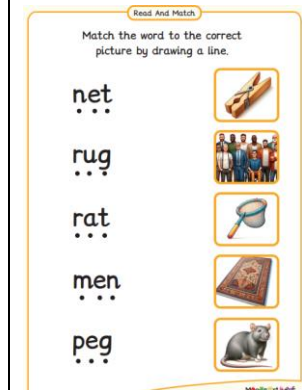 Read And Match
Match the word to the correct
picture by drawing a line.
net
rug
rat
men
peg